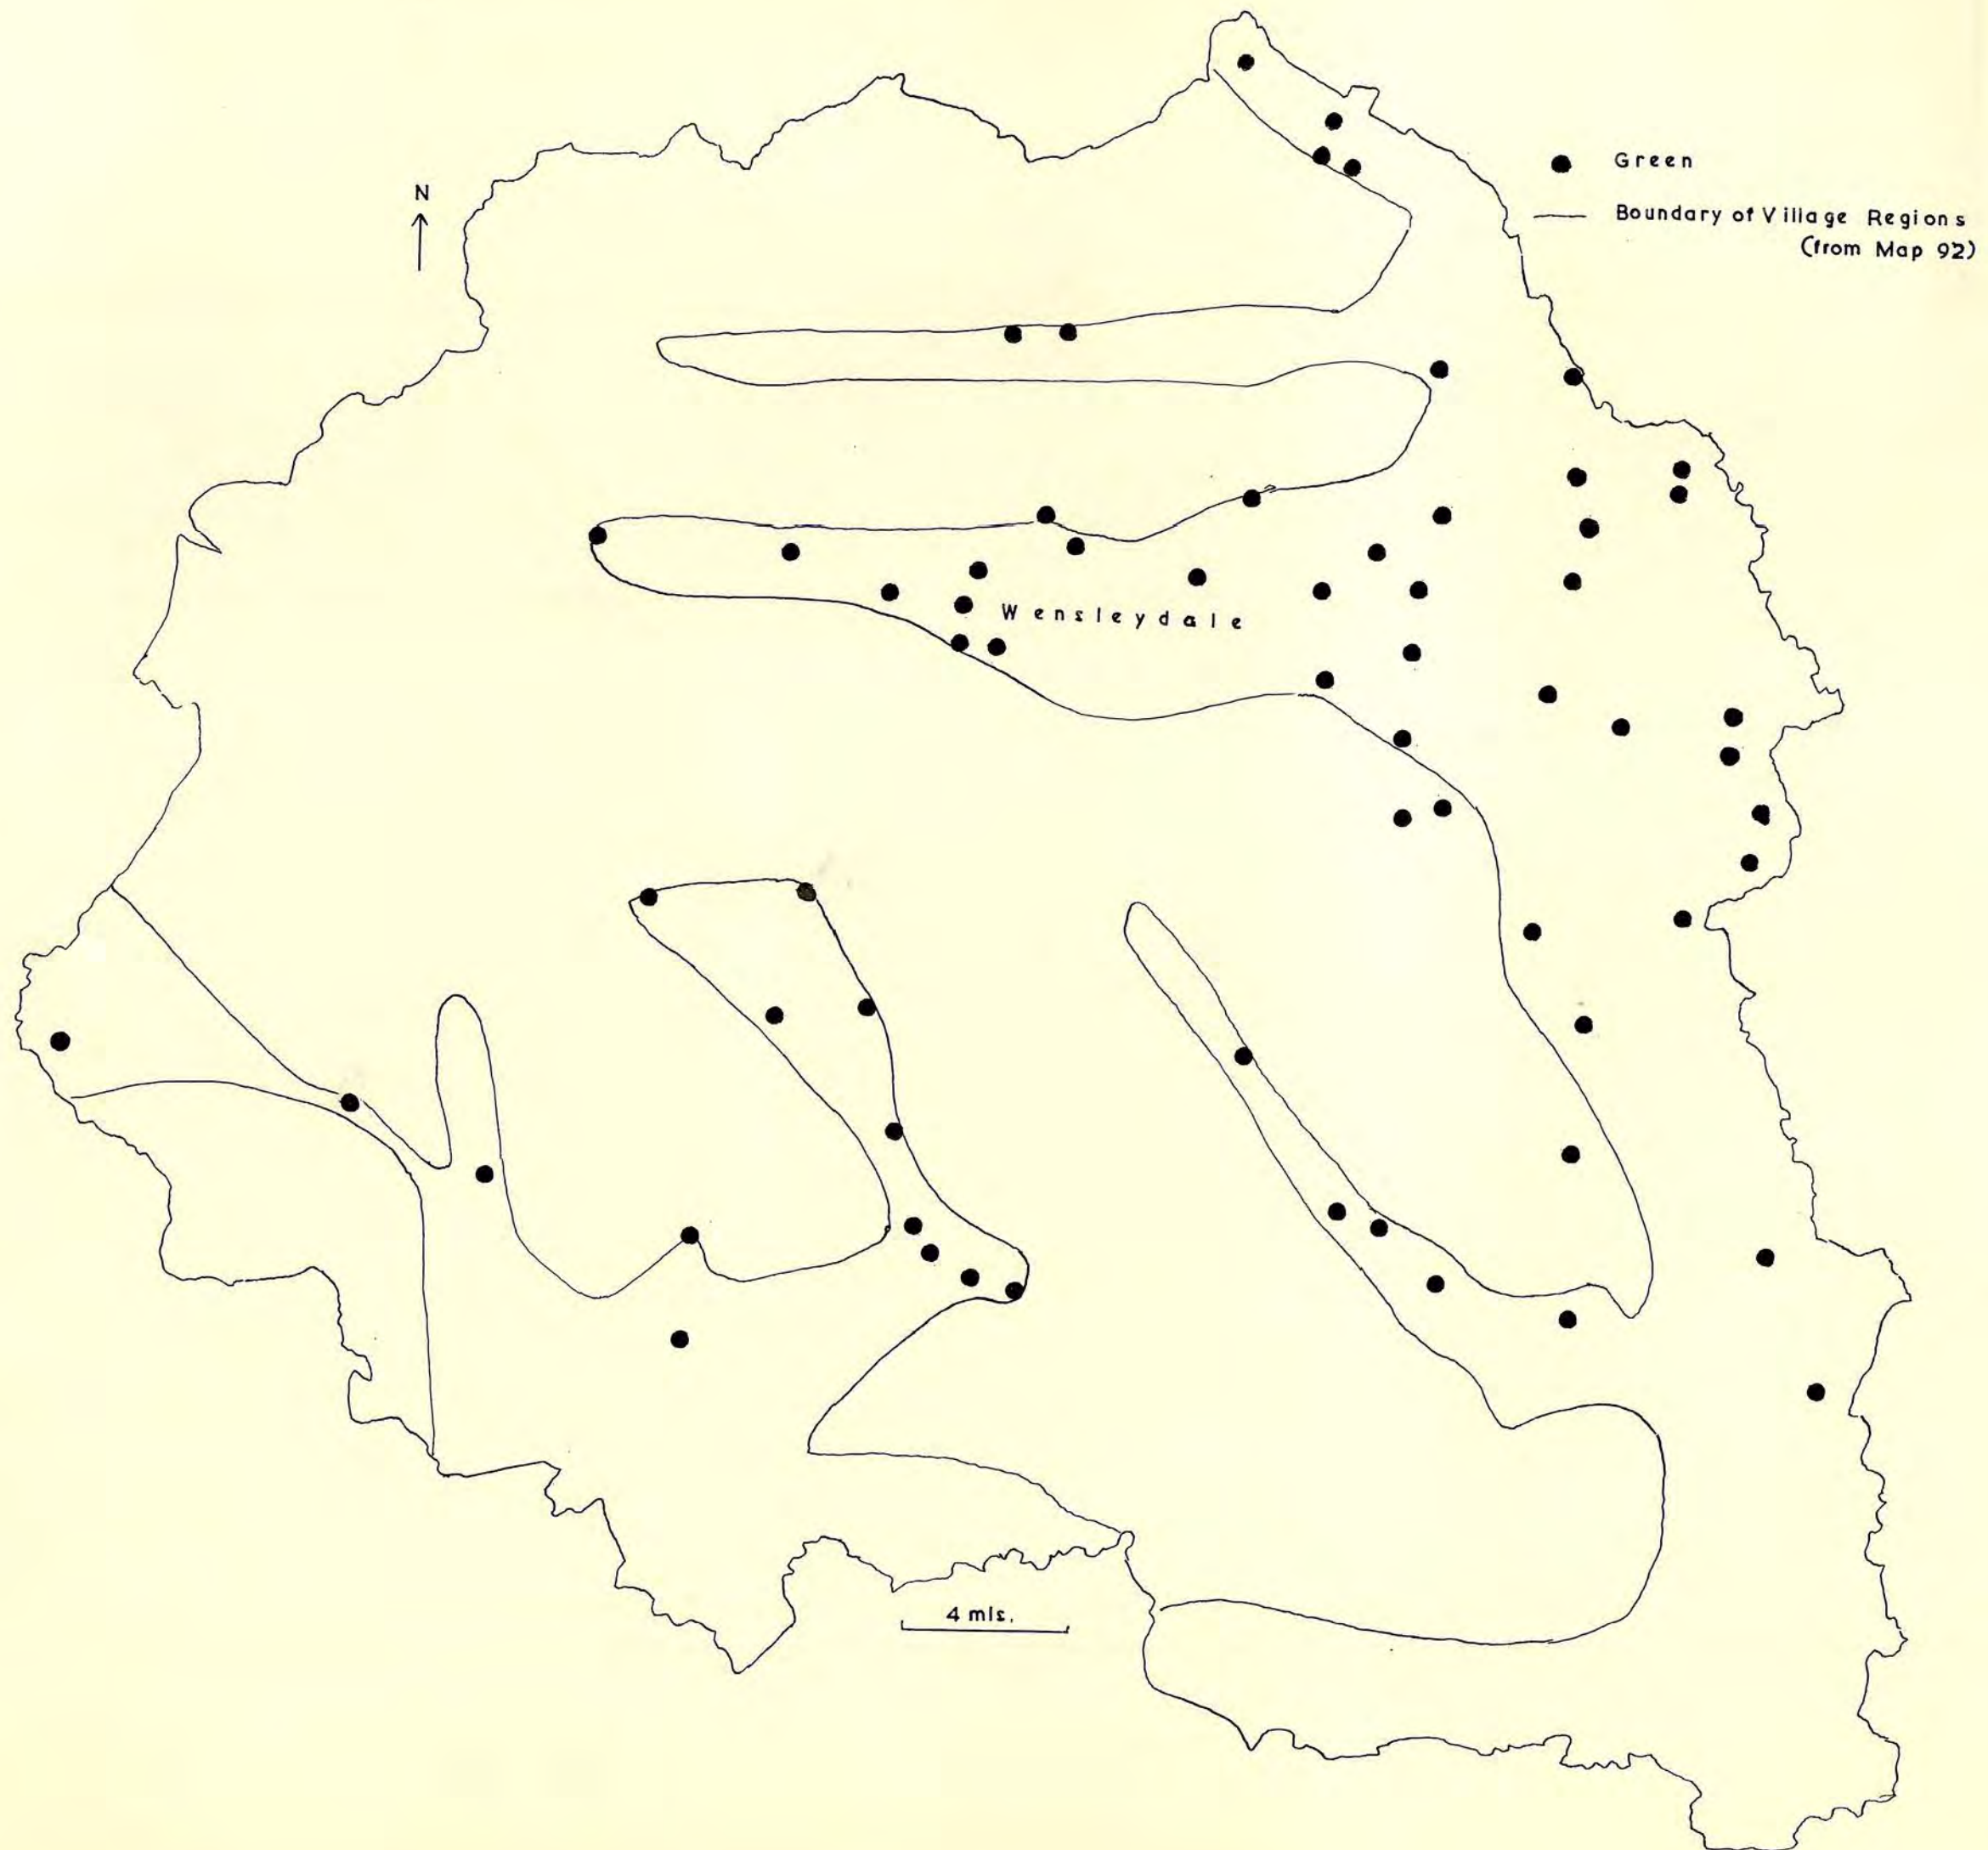 N
Green
Boundary of Village Regions
(from Map 92)
Wensleydale
4 mls.